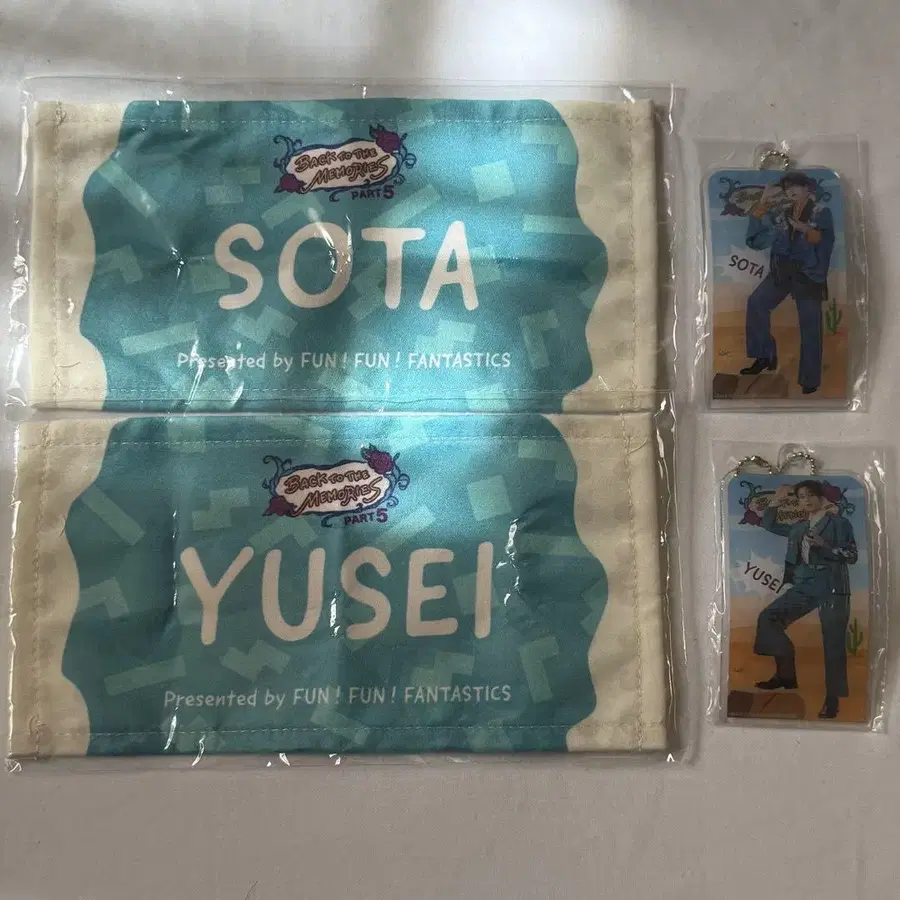 BACK TO THE
MEMORIES
PART 5
SOTA
Presented by FUN! FUN! FANTASTICS
BACK TO THE
MEMORIES
PART 5
YUSEI
Presented by FUN! FUN! FANTASTICS
SOTA
YUSEI